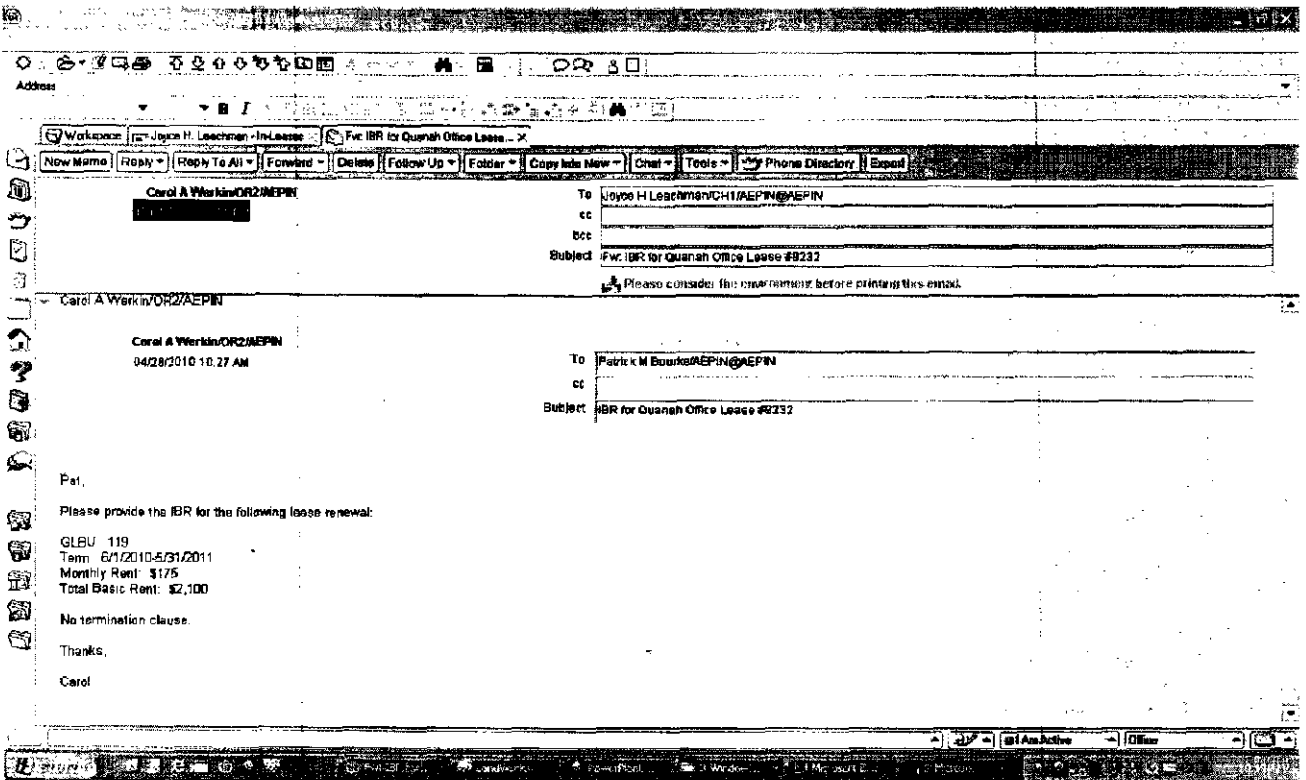 Address
B I
Workspace Joyce H. Leachman - In-Leases Fw: IBR for Quanah Office Lease... X
New Memo Reply Reply To All Forward Delete Follow Up Folder Copy Into New Chat Tools Phone Directory Export
Carol A Werkin/OR2/AEPIN
To Joyce H Leachman/CH1/AEPIN@AEPIN
cc
bcc
Subject Fw: IBR for Quanah Office Lease #9232
Please consider the environment before printing this email.
Carol A Werkin/OR2/AEPIN
Carol A Werkin/OR2/AEPIN
04/28/2010 10:27 AM
To Patrick M Bourke/AEPIN@AEPIN
cc
Subject IBR for Quanah Office Lease #9232
Pat,
Please provide the IBR for the following lease renewal:
GLBU 119
Term 6/1/2010-5/31/2011
Monthly Rent: $175
Total Basic Rent: $2,100
No termination clause.
Thanks,
Carol
I Am Active Office